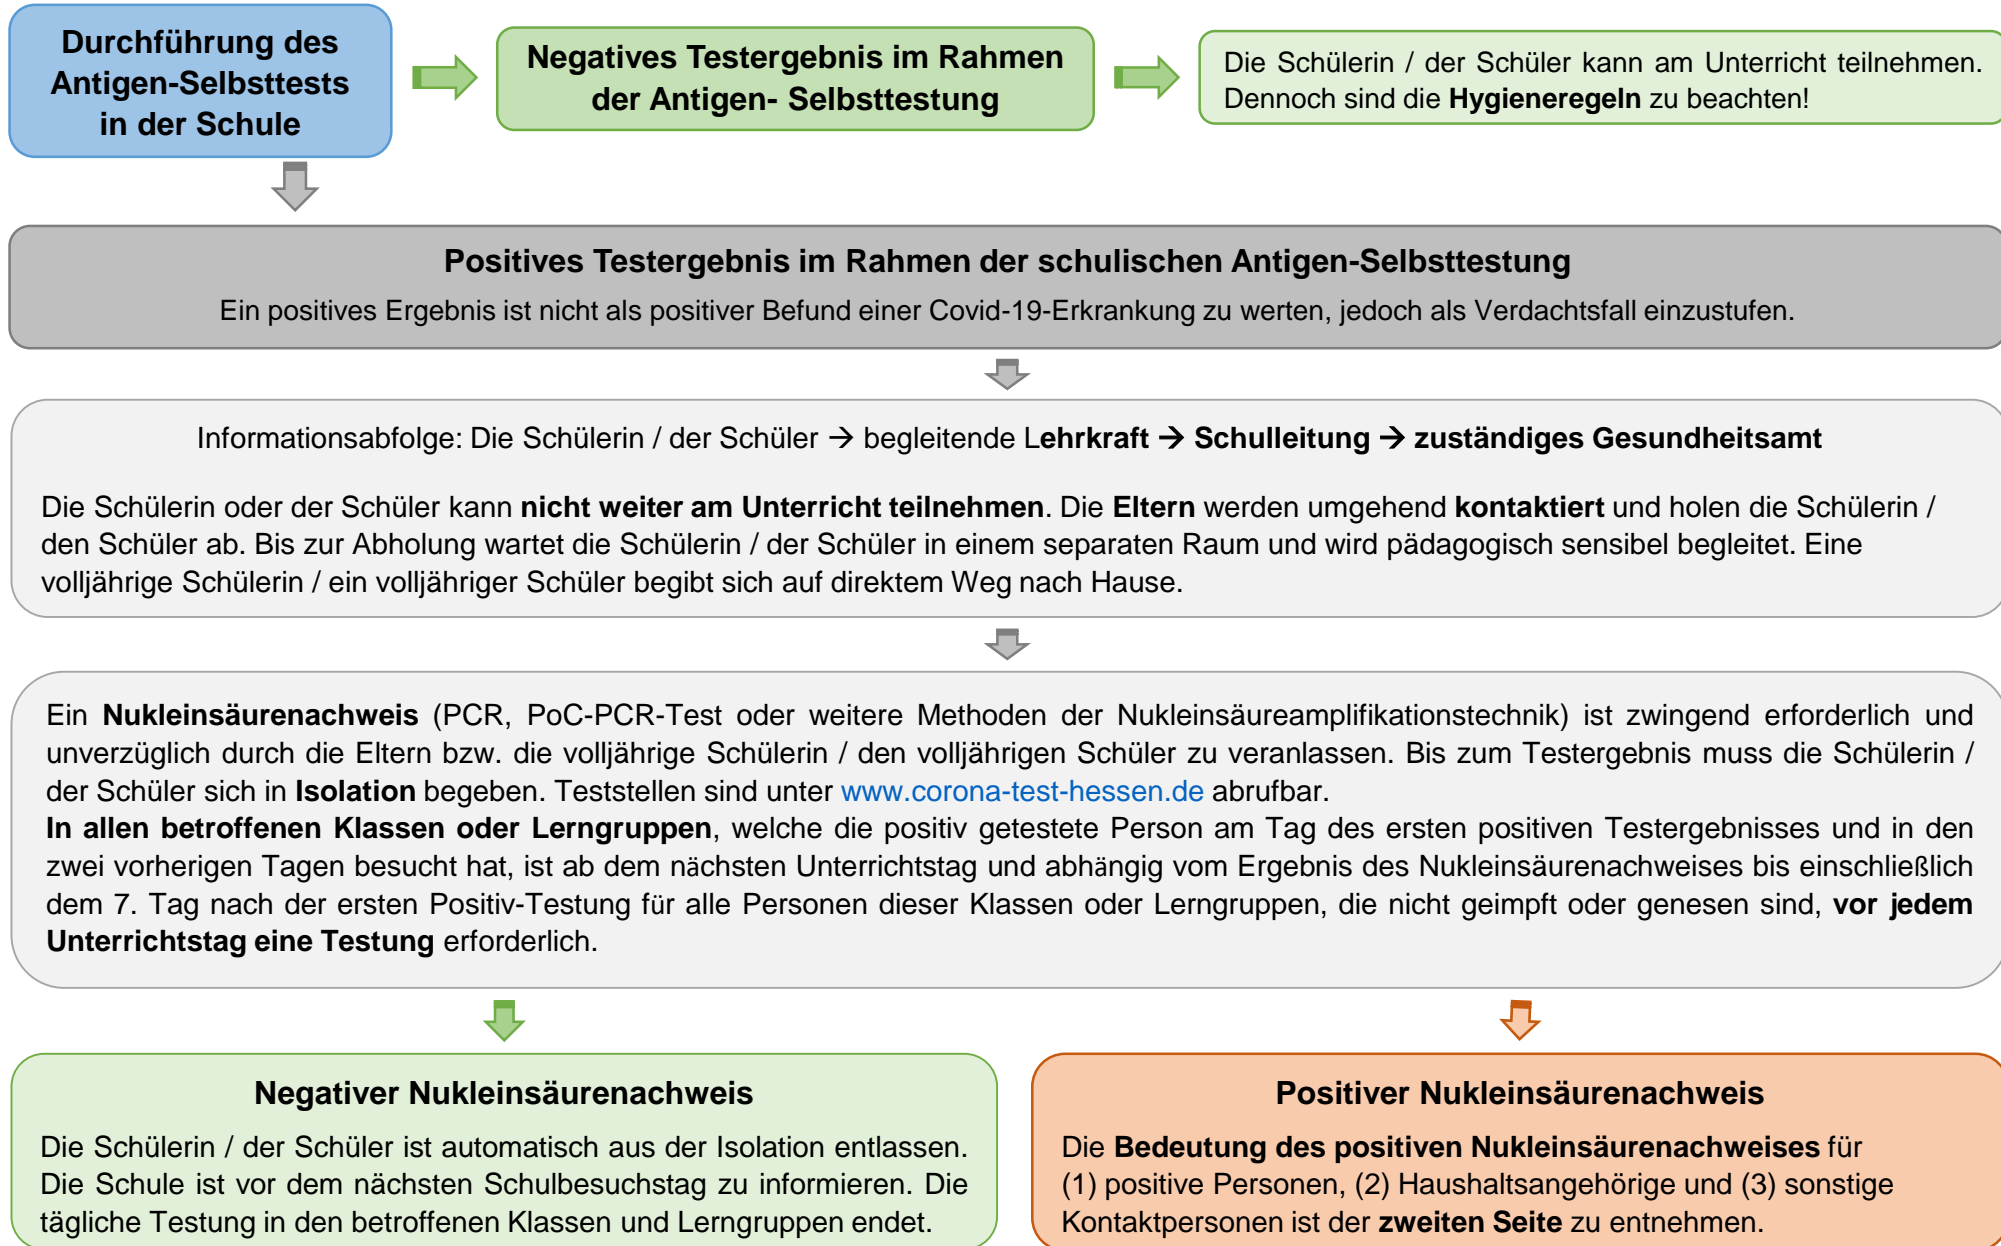 Durchführung des
Antigen-Selbsttests
in der Schule
Negatives Testergebnis im Rahmen
der Antigen- Selbsttestung
Die Schülerin / der Schüler kann am Unterricht teilnehmen.
Dennoch sind die Hygieneregeln zu beachten!
Positives Testergebnis im Rahmen der schulischen Antigen-Selbsttestung
Ein positives Ergebnis ist nicht als positiver Befund einer Covid-19-Erkrankung zu werten, jedoch als Verdachtsfall einzustufen.
Informationsabfolge: Die Schülerin / der Schüler → begleitende Lehrkraft → Schulleitung → zuständiges Gesundheitsamt
Die Schülerin oder der Schüler kann nicht weiter am Unterricht teilnehmen. Die Eltern werden umgehend kontaktiert und holen die Schülerin /
den Schüler ab. Bis zur Abholung wartet die Schülerin / der Schüler in einem separaten Raum und wird pädagogisch sensibel begleitet. Eine
volljährige Schülerin / ein volljähriger Schüler begibt sich auf direktem Weg nach Hause.
Ein Nukleinsäurenachweis (PCR, PoC-PCR-Test oder weitere Methoden der Nukleinsäureamplifikationstechnik) ist zwingend erforderlich und
unverzüglich durch die Eltern bzw. die volljährige Schülerin / den volljährigen Schüler zu veranlassen. Bis zum Testergebnis muss die Schülerin /
der Schüler sich in Isolation begeben. Teststellen sind unter www.corona-test-hessen.de abrufbar.
In allen betroffenen Klassen oder Lerngruppen, welche die positiv getestete Person am Tag des ersten positiven Testergebnisses und in den
zwei vorherigen Tagen besucht hat, ist ab dem nächsten Unterrichtstag und abhängig vom Ergebnis des Nukleinsäurenachweises bis einschließlich
dem 7. Tag nach der ersten Positiv-Testung für alle Personen dieser Klassen oder Lerngruppen, die nicht geimpft oder genesen sind, vor jedem
Unterrichtstag eine Testung erforderlich.
Negativer Nukleinsäurenachweis
Die Schülerin / der Schüler ist automatisch aus der Isolation entlassen.
Die Schule ist vor dem nächsten Schulbesuchstag zu informieren. Die
tägliche Testung in den betroffenen Klassen und Lerngruppen endet.
Positiver Nukleinsäurenachweis
Die Bedeutung des positiven Nukleinsäurenachweises für
(1) positive Personen, (2) Haushaltsangehörige und (3) sonstige
Kontaktpersonen ist der zweiten Seite zu entnehmen.